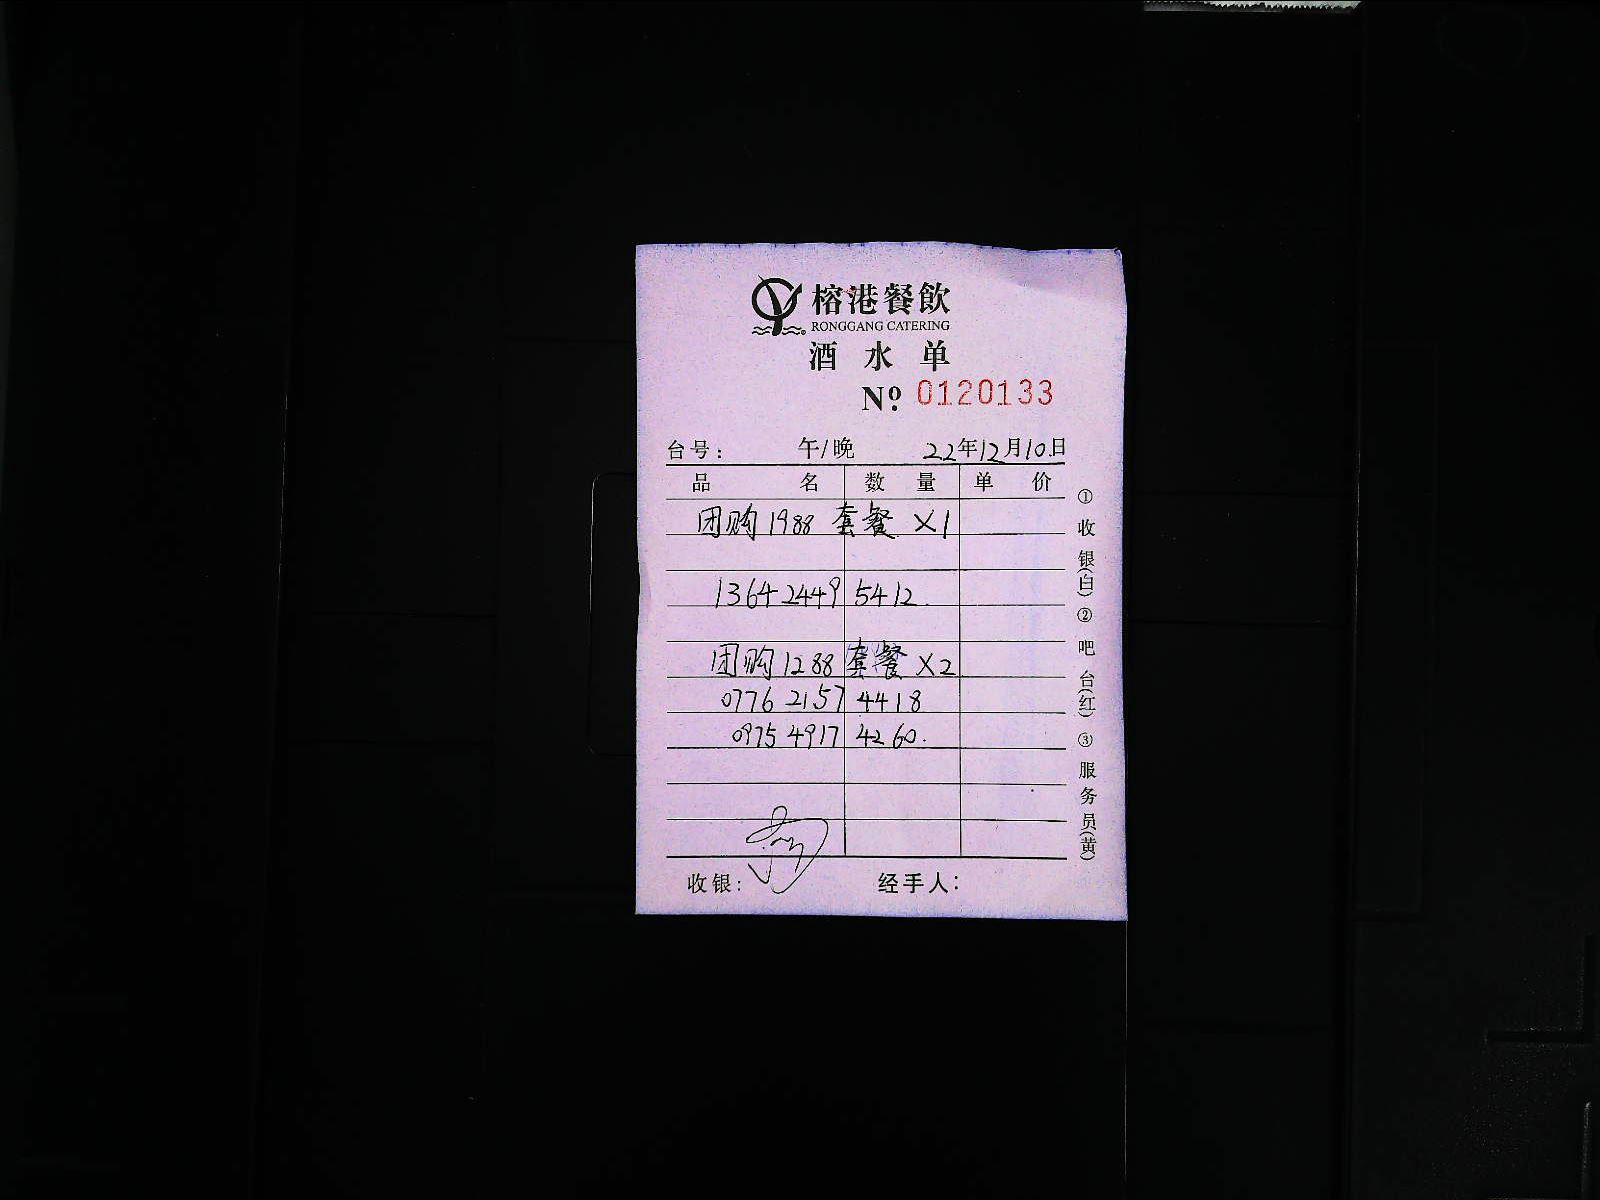 榕港餐飲
RONGGANG CATERING
酒水单
Nº 0120133
台号： 午/晚 22年12月10日
品名 数量 单价
团购1988 套餐 X1
1364 2449 5412.
团购1288 套餐 X2
0776 2157 4418
0975 4917 4260.
收银： 经手人：
①收银(白)②吧台(红)③服务员(黄)